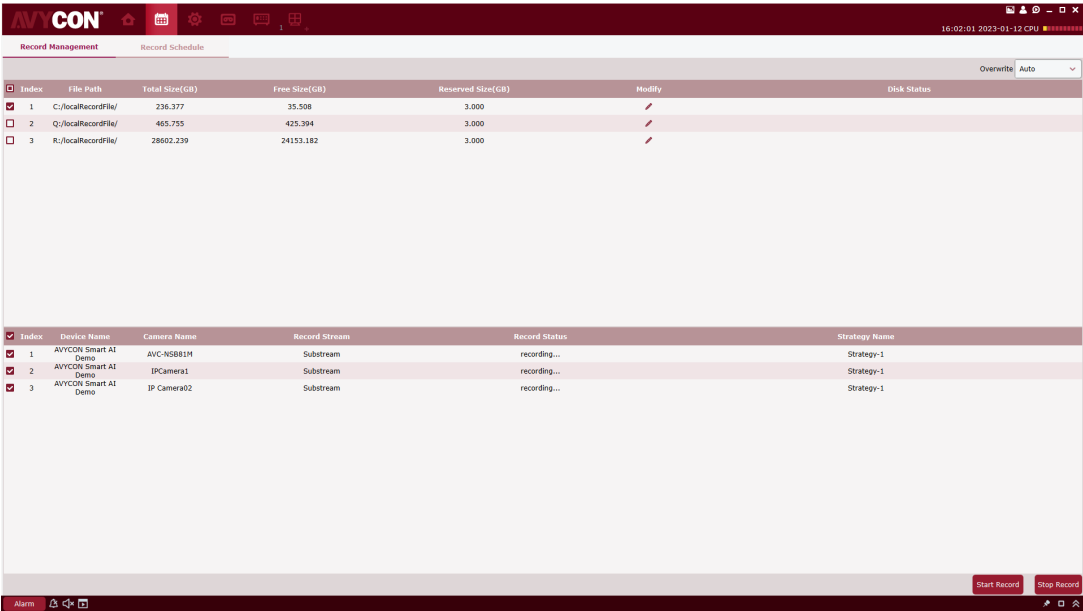 AVYCON
1
16:02:01 2023-01-12 CPU
Record Management Record Schedule
Overwrite Auto
Index File Path Total Size(GB) Free Size(GB) Reserved Size(GB) Modify Disk Status
1 C:/localRecordFile/ 236.377 35.508 3.000
2 Q:/localRecordFile/ 465.755 425.394 3.000
3 R:/localRecordFile/ 28602.239 24153.182 3.000
Index Device Name Camera Name Record Stream Record Status Strategy Name
1 AVYCON Smart AI Demo AVC-NSB81M Substream recording... Strategy-1
2 AVYCON Smart AI Demo IPCamera1 Substream recording... Strategy-1
3 AVYCON Smart AI Demo IP Camera02 Substream recording... Strategy-1
Start Record Stop Record
Alarm